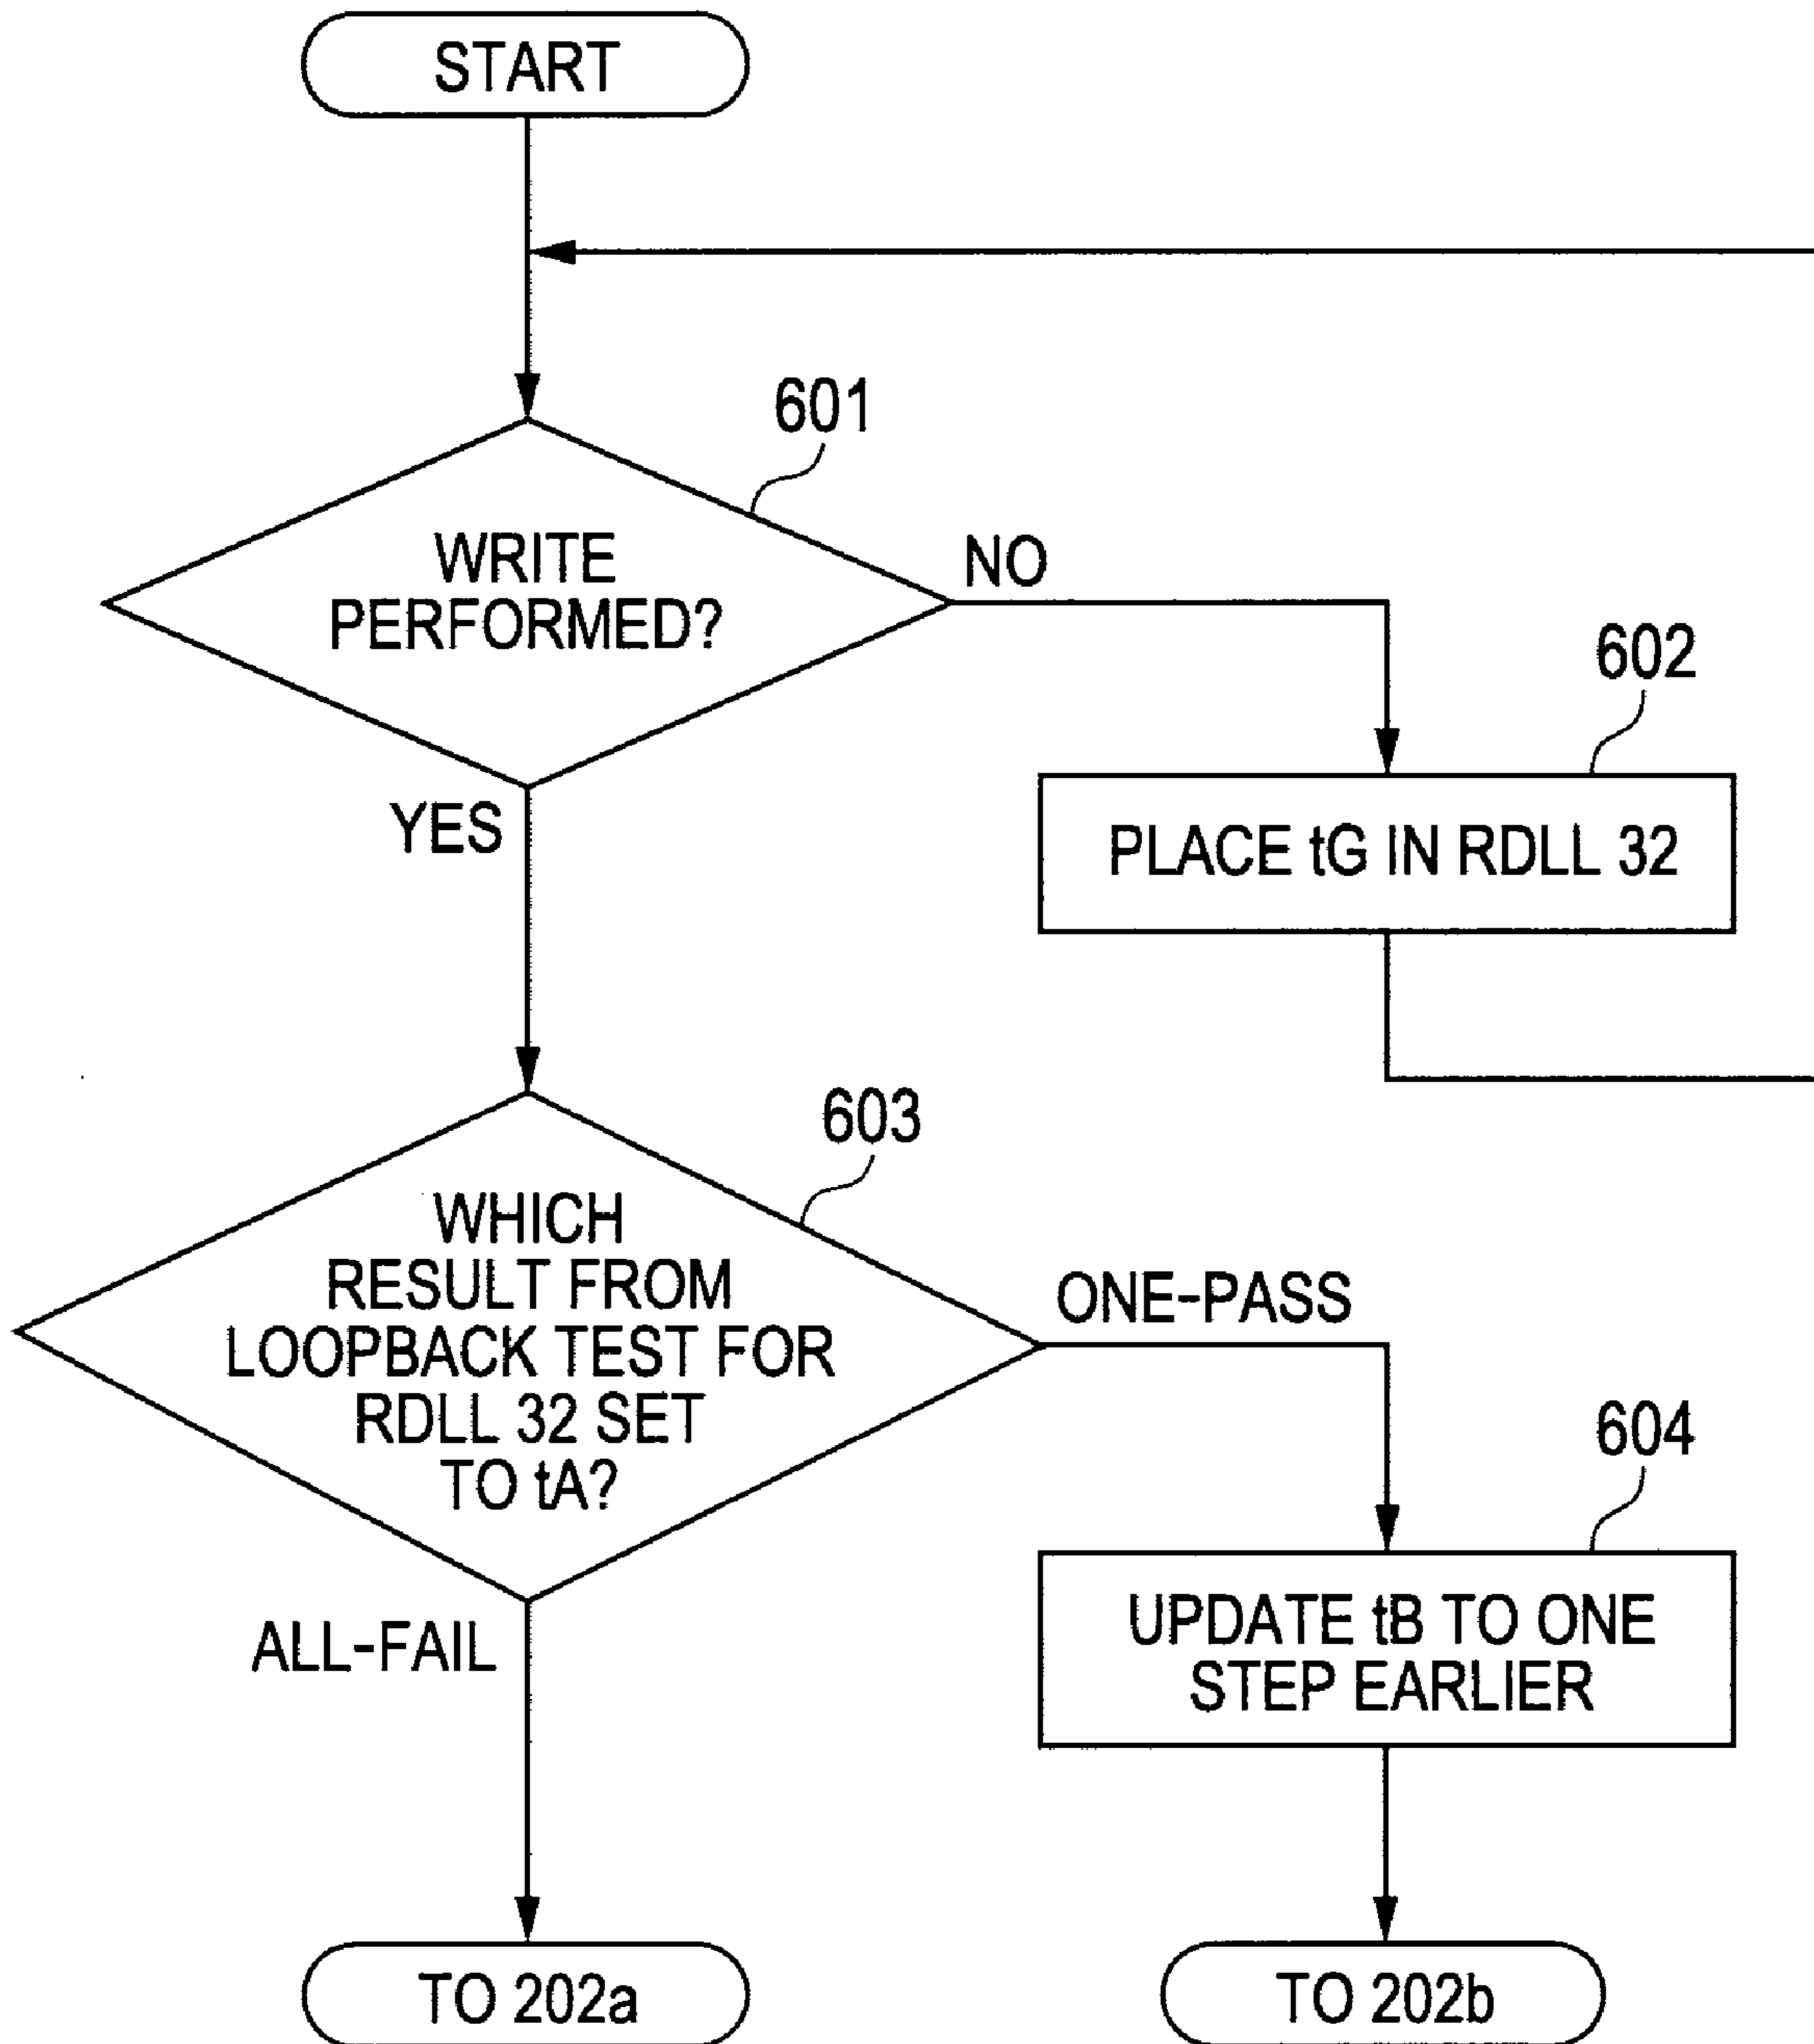 START
601
WRITE
PERFORMED?
NO
YES
602
PLACE tG IN RDLL 32
603
WHICH
RESULT FROM
LOOPBACK TEST FOR
RDLL 32 SET
TO tA?
ONE-PASS
ALL-FAIL
604
UPDATE tB TO ONE
STEP EARLIER
TO 202a
TO 202b